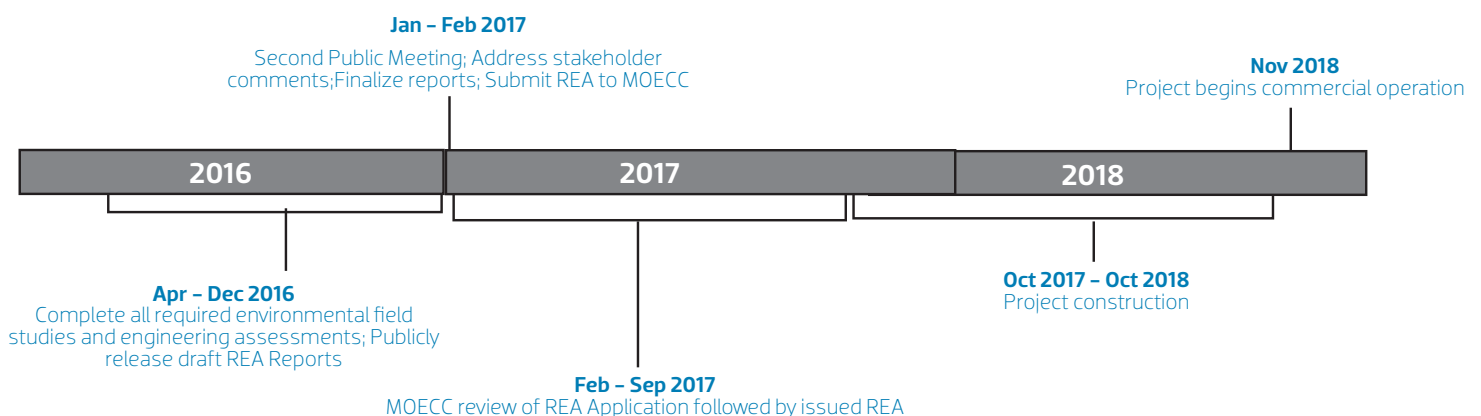 Jan – Feb 2017
Second Public Meeting; Address stakeholder
comments;Finalize reports; Submit REA to MOECC
Nov 2018
Project begins commercial operation
2016
2017
2018
Apr – Dec 2016
Complete all required environmental field
studies and engineering assessments; Publicly
release draft REA Reports
Feb – Sep 2017
MOECC review of REA Application followed by issued REA
Oct 2017 – Oct 2018
Project construction